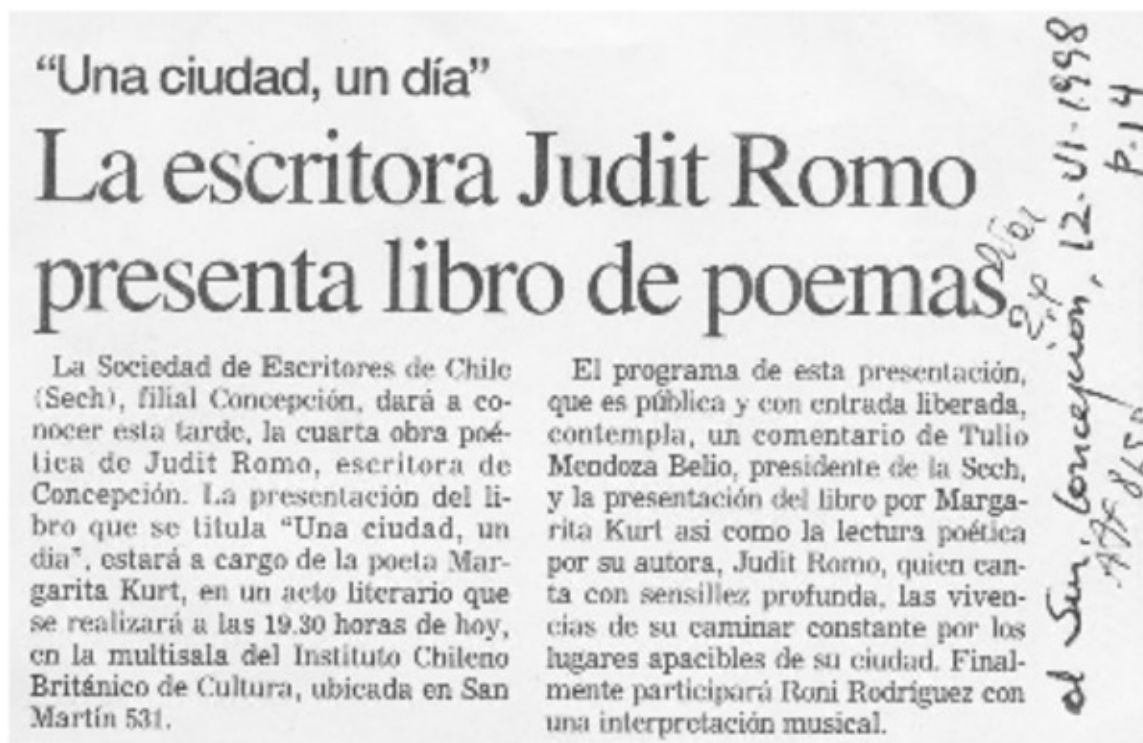 “Una ciudad, un día”
La escritora Judit Romo
presenta libro de poemas
La Sociedad de Escritores de Chile
(Sech), filial Concepción, dará a co-
nocer esta tarde, la cuarta obra poé-
tica de Judit Romo, escritora de
Concepción. La presentación del li-
bro que se titula “Una ciudad, un
dia”, estará a cargo de la poeta Mar-
garita Kurt, en un acto literario que
se realizará a las 19.30 horas de hoy,
en la multisala del Instituto Chileno
Británico de Cultura, ubicada en San
Martín 531.
El programa de esta presentación,
que es pública y con entrada liberada,
contempla, un comentario de Tulio
Mendoza Belio, presidente de la Sech,
y la presentación del libro por Marga-
rita Kurt asi como la lectura poética
por su autora, Judit Romo, quien can-
ta con sensillez profunda, las viven-
cias de su caminar constante por los
lugares apacibles de su ciudad. Final-
mente participará Roni Rodríguez con
una interpretación musical.
el Sur, Concepción, 12-VI-1998
p.14